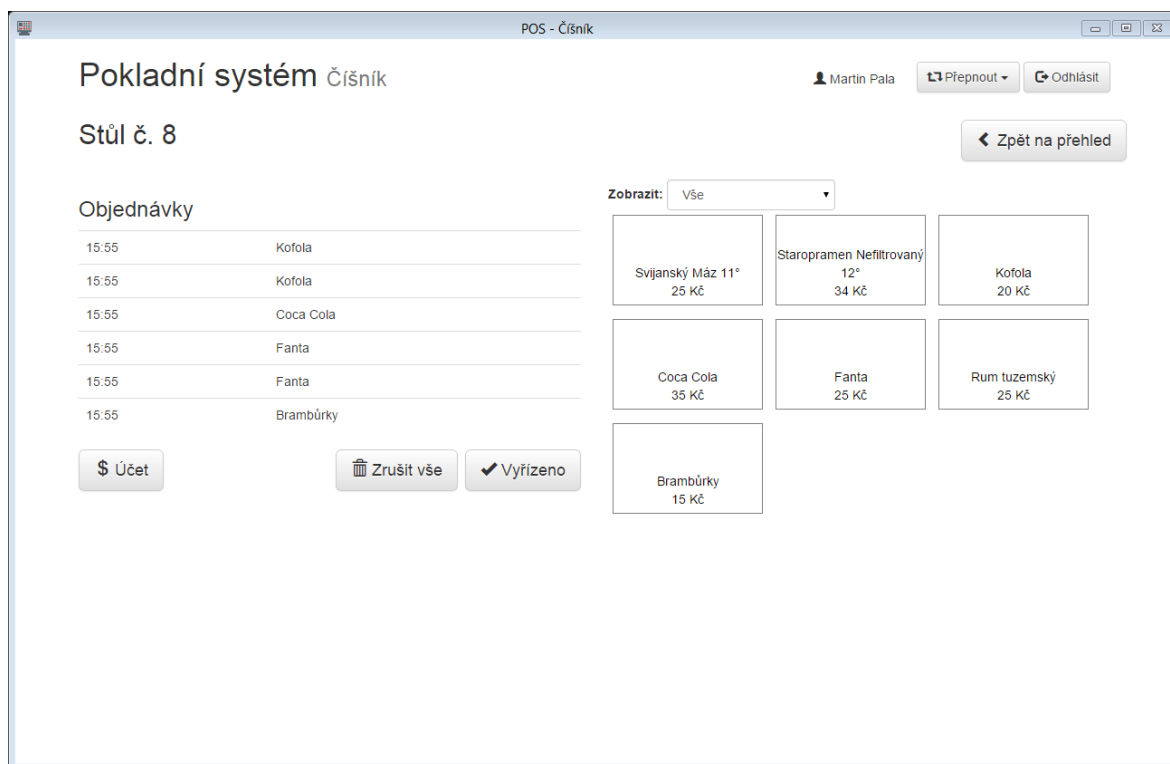 POS - Číšník
Pokladní systém Číšník
Martin Pala
Přepnout
Odhlásit
Stůl č. 8
Zpět na přehled
Objednávky
15:55 Kofola
15:55 Kofola
15:55 Coca Cola
15:55 Fanta
15:55 Fanta
15:55 Brambůrky
$ Účet
Zrušit vše
Vyřízeno
Zobrazit: Vše
Svijanský Máz 11°
25 Kč
Staropramen Nefiltrovaný
12°
34 Kč
Kofola
20 Kč
Coca Cola
35 Kč
Fanta
25 Kč
Rum tuzemský
25 Kč
Brambůrky
15 Kč